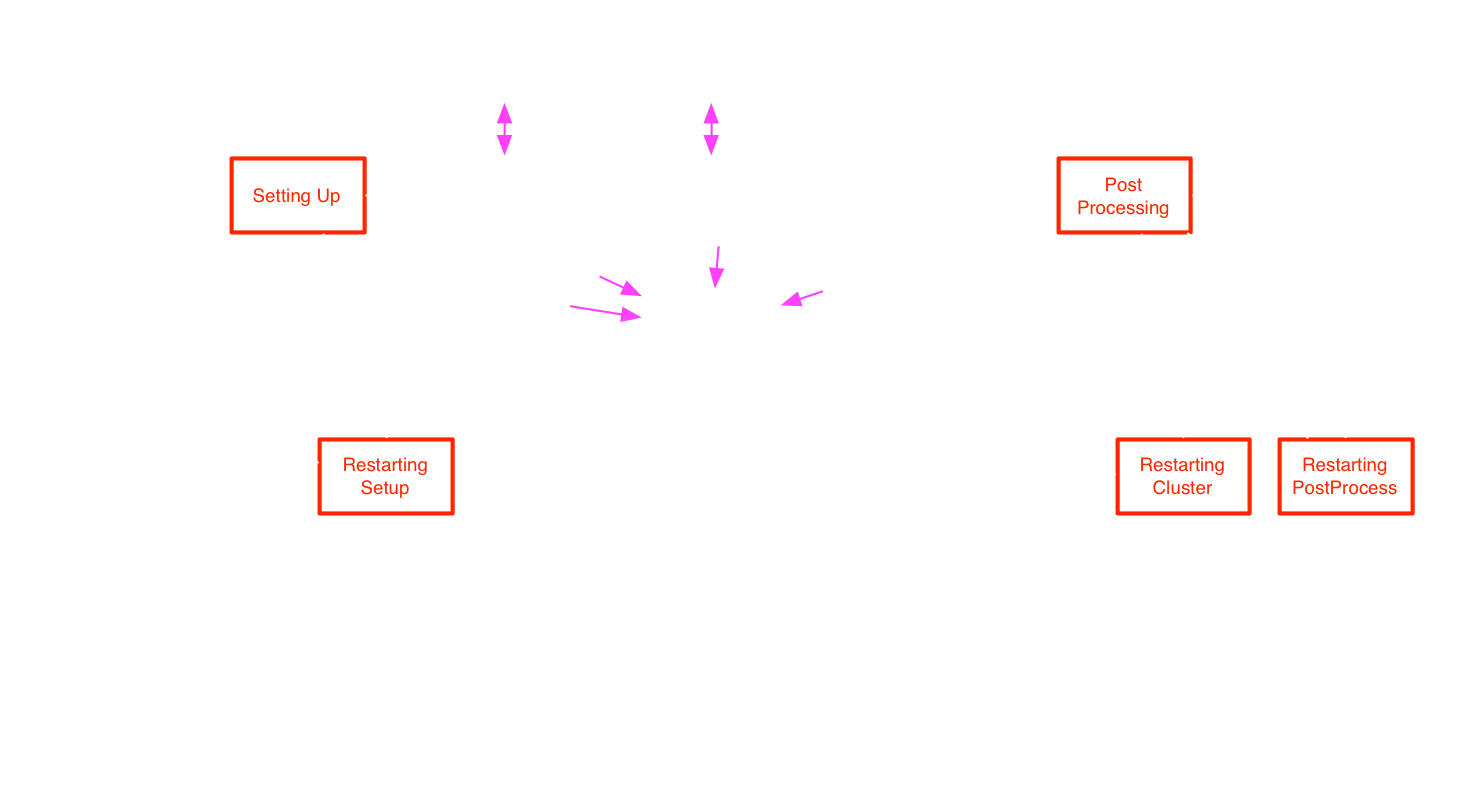 Setting Up
Post
Processing
Restarting
Setup
Restarting
Cluster
Restarting
PostProcess